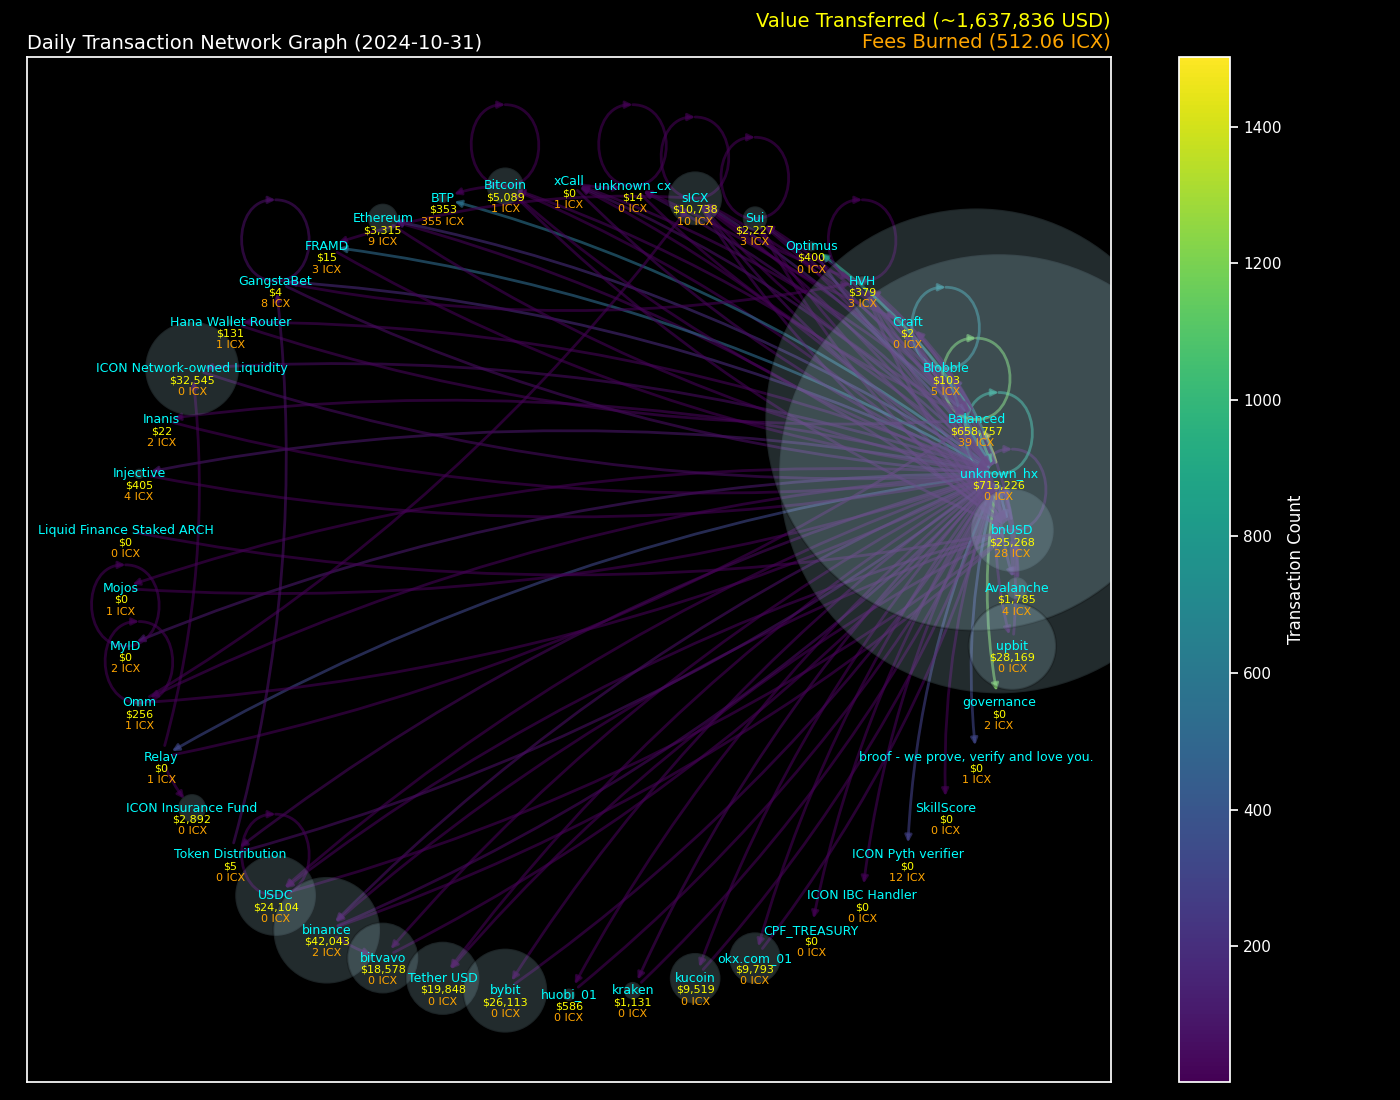 Value Transferred (~1,637,836 USD)
Daily Transaction Network Graph (2024-10-31)
Fees Burned (512.06 ICX)
Bitcoin
$5,089
1 ICX
xCall
$0
1 ICX
unknown_cx
$14
0 ICX
sICX
$10,738
10 ICX
BTP
$353
355 ICX
Ethereum
$3,315
9 ICX
Sui
$2,227
3 ICX
FRAMD
$15
3 ICX
Optimus
$400
0 ICX
GangstaBet
$4
8 ICX
HVH
$379
3 ICX
Hana Wallet Router
$131
1 ICX
Craft
$2
0 ICX
ICON Network-owned Liquidity
$32,545
0 ICX
Blobble
$103
5 ICX
Inanis
$22
2 ICX
Balanced
$658,757
39 ICX
Injective
$405
4 ICX
unknown_hx
$713,226
0 ICX
Liquid Finance Staked ARCH
$0
0 ICX
bnUSD
$25,268
28 ICX
Mojos
$0
1 ICX
Avalanche
$1,785
4 ICX
MyID
$0
2 ICX
upbit
$28,169
0 ICX
Omm
$256
1 ICX
governance
$0
2 ICX
Relay
$0
1 ICX
broof - we prove, verify and love you.
$0
1 ICX
ICON Insurance Fund
$2,892
0 ICX
SkillScore
$0
0 ICX
Token Distribution
$5
0 ICX
ICON Pyth verifier
$0
12 ICX
USDC
$24,104
0 ICX
ICON IBC Handler
$0
0 ICX
binance
$42,043
2 ICX
CPF_TREASURY
$0
0 ICX
bitvavo
$18,578
0 ICX
okx.com_01
$9,793
0 ICX
Tether USD
$19,848
0 ICX
kucoin
$9,519
0 ICX
bybit
$26,113
0 ICX
huobi_01
$586
0 ICX
kraken
$1,131
0 ICX
1400
1200
1000
800
600
400
200
Transaction Count